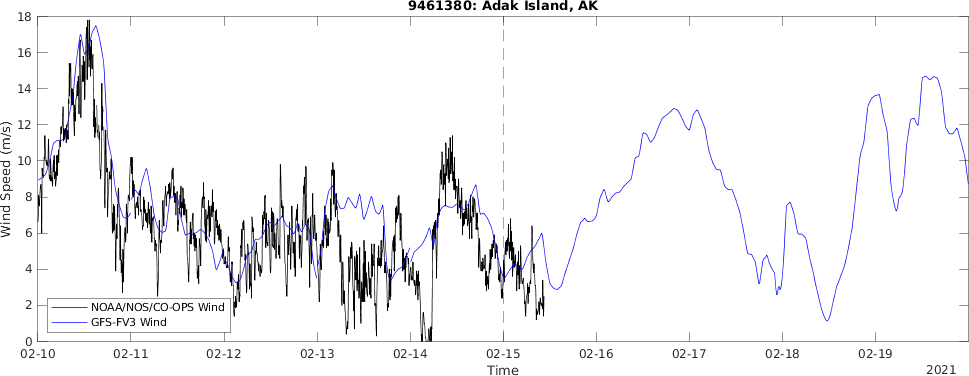 9461380: Adak Island, AK
18
16
14
12
10
8
6
4
2
0
Wind Speed (m/s)
NOAA/NOS/CO-OPS Wind
GFS-FV3 Wind
02-10 02-11 02-12 02-13 02-14 02-15 02-16 02-17 02-18 02-19
Time
2021